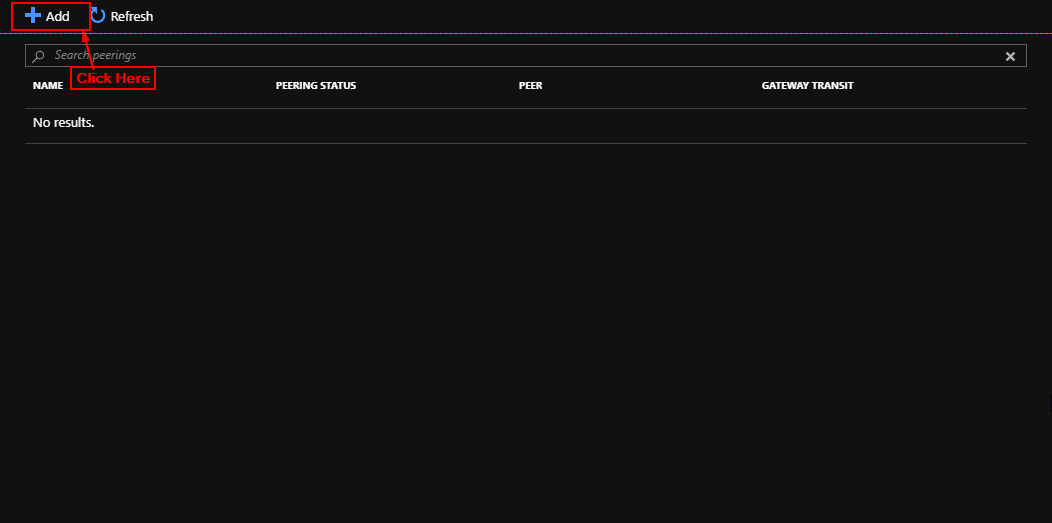 Add Refresh
Search peerings
Click Here
NAME PEERING STATUS PEER GATEWAY TRANSIT
No results.